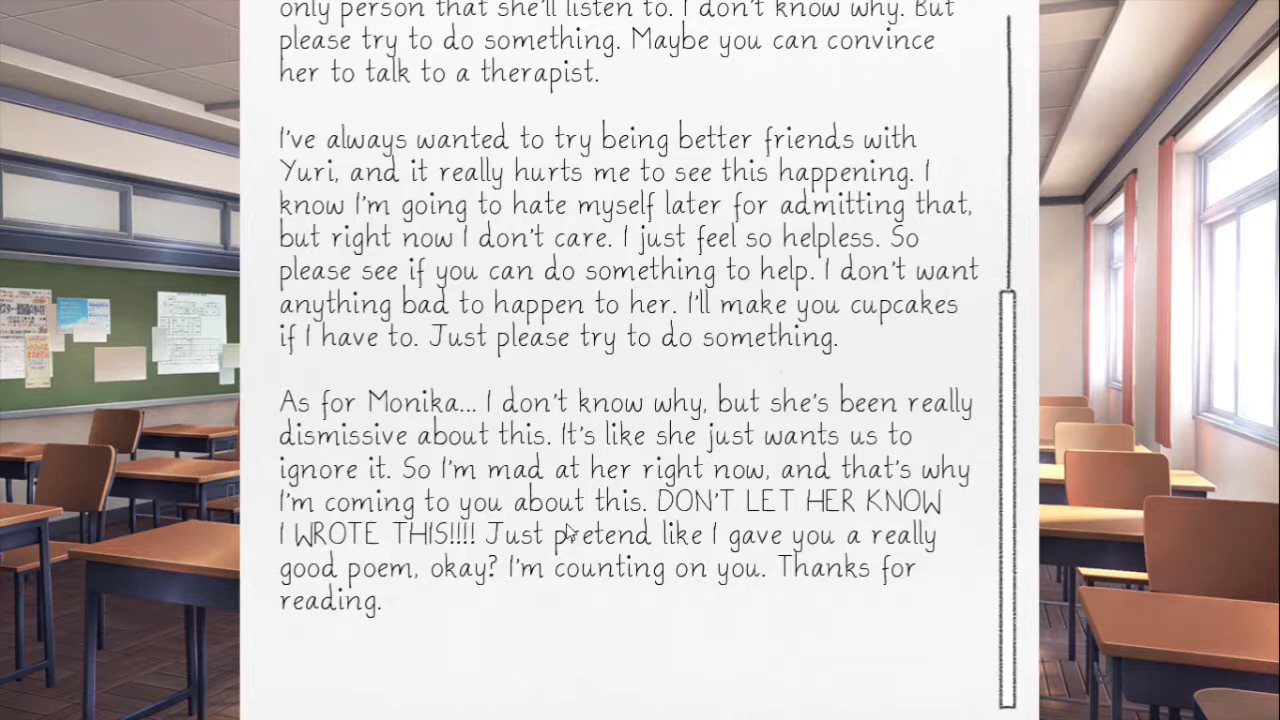 only person that she'll listen to. I don't know why. But
please try to do something. Maybe you can convince
her to talk to a therapist.
I've always wanted to try being better friends with
Yuri, and it really hurts me to see this happening. I
know I'm going to hate myself later for admitting that,
but right now I don't care. I just feel so helpless. So
please see if you can do something to help. I don't want
anything bad to happen to her. I'll make you cupcakes
if I have to. Just please try to do something.
As for Monika... I don't know why, but she's been really
dismissive about this. It's like she just wants us to
ignore it. So I'm mad at her right now, and that's why
I'm coming to you about this. DON'T LET HER KNOW
I WROTE THIS!!!! Just pretend like I gave you a really
good poem, okay? I'm counting on you. Thanks for
reading.